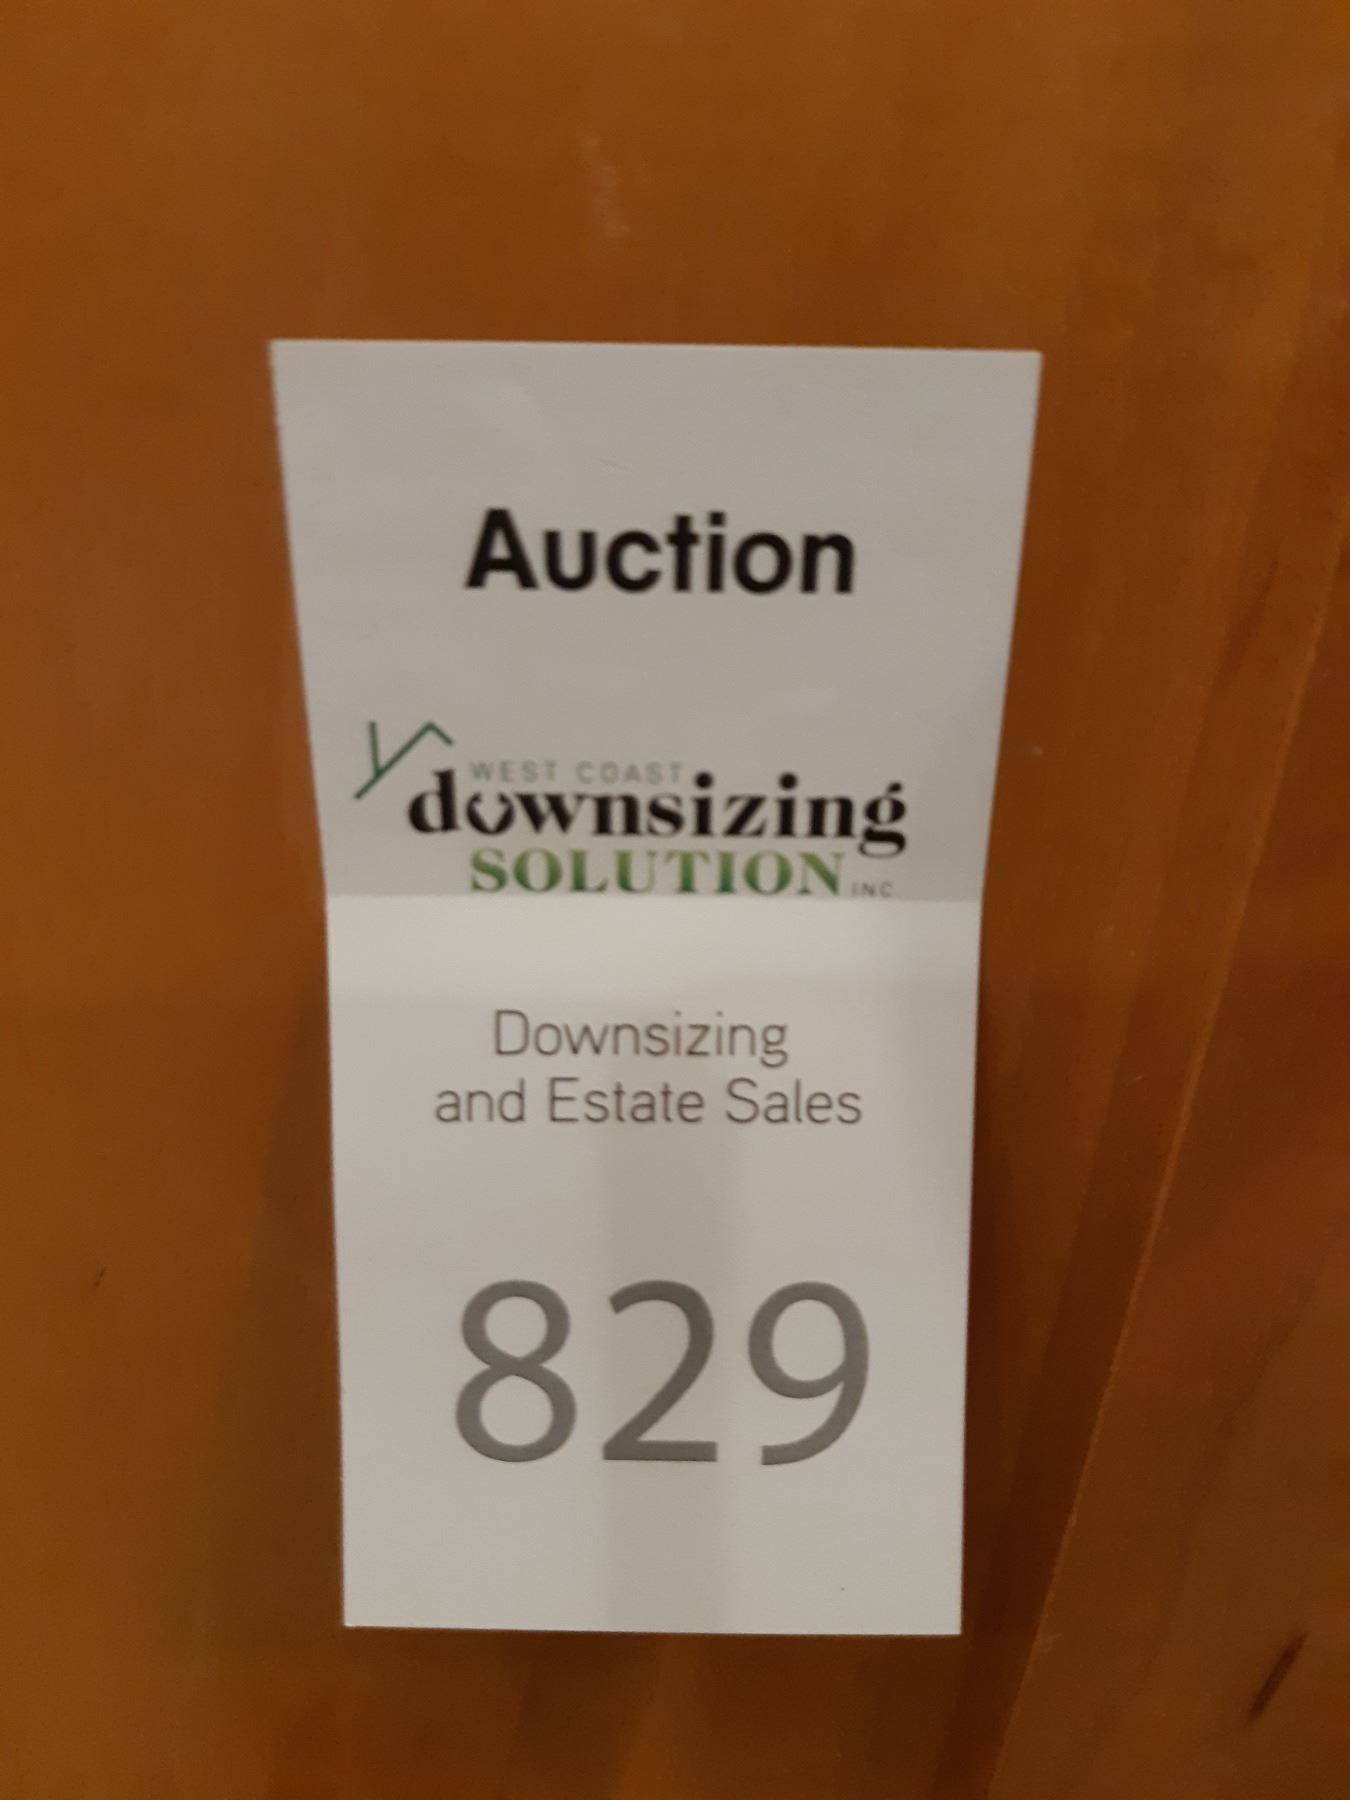 Auction
WEST COAST
downsizing
SOLUTION INC
Downsizing
and Estate Sales
829